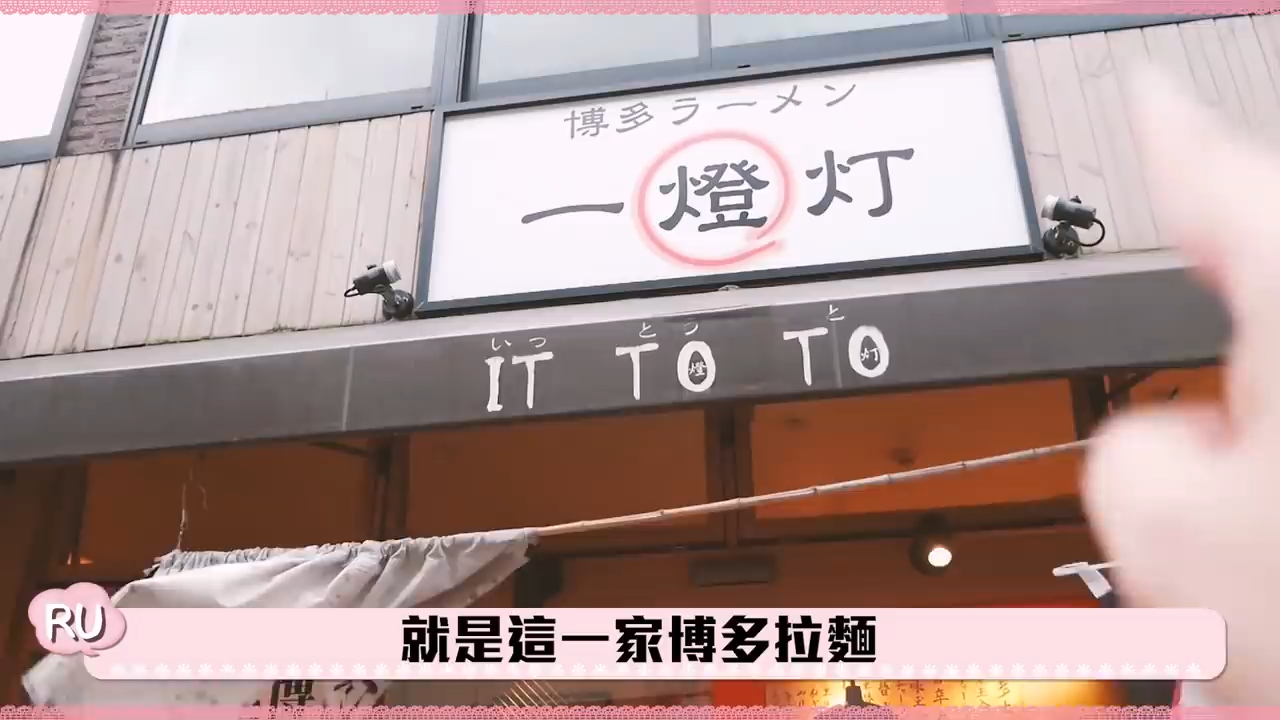 博多ラーメン
一燈灯
いつ とっ と
IT TO TO
燈 灯
RU
就是這一家博多拉麵